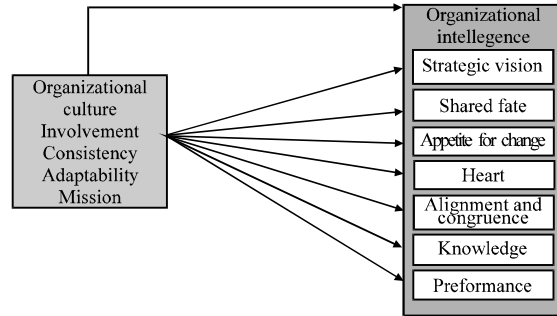 Organizational
culture
Involvement
Consistency
Adaptability
Mission
Organizational
intellegence
Strategic vision
Shared fate
Appetite for change
Heart
Alignment and
congruence
Knowledge
Preformance